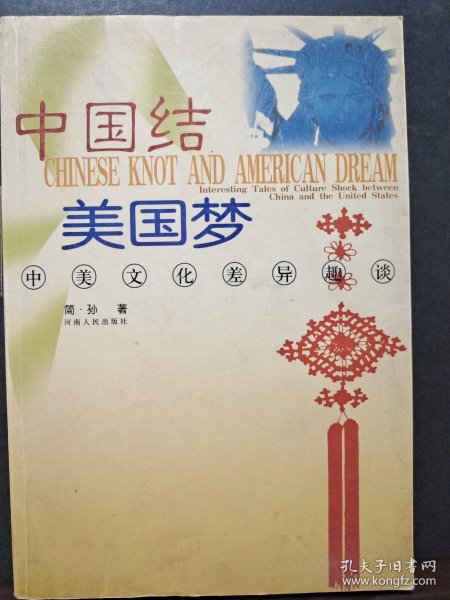 中国结
CHINESE KNOT AND AMERICAN DREAM
Interesting Tales of Culture Shock between
China and the United States
美国梦
中美文化差异趣谈
简·孙 著
河南人民出版社
孔夫子旧书网
www.kongfz.com